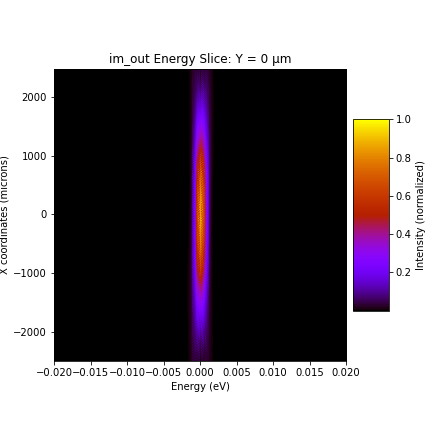 im_out Energy Slice: Y = 0 μm
2000
1000
0
−1000
−2000
X coordinates (microns)
−0.020 −0.015 −0.010 −0.005 0.000 0.005 0.010 0.015 0.020
Energy (eV)
1.0
0.8
0.6
0.4
0.2
Intensity (normalized)